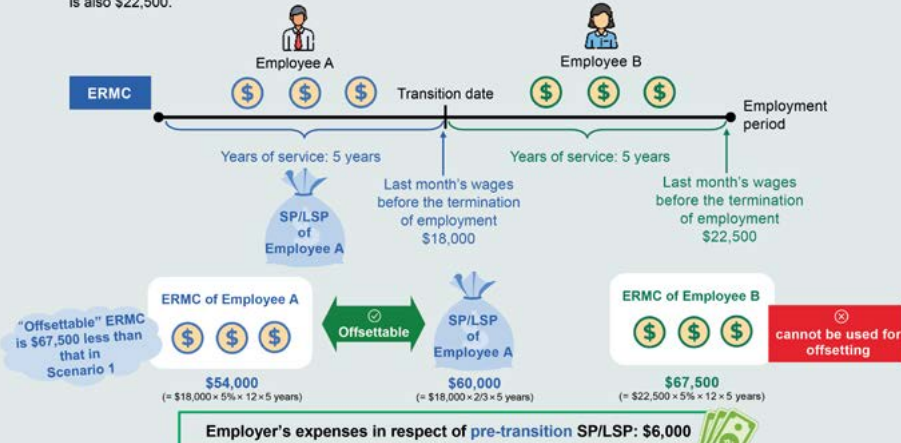 is also $22,500.
Employee A
Employee B
ERMC
$ $ $
Transition date
$ $ $
Employment
period
Years of service: 5 years
Years of service: 5 years
Last month's wages
before the termination
of employment
$18,000
Last month's wages
before the termination
of employment
$22,500
SP/LSP
of
Employee A
"Offsettable" ERMC
is $67,500 less than
that in
Scenario 1
ERMC of Employee A
$ $ $
$54,000
(= $18,000 × 5% × 12 × 5 years)
Offsettable
SP/LSP
of
Employee A
$60,000
(= $18,000 × 2/3 × 5 years)
ERMC of Employee B
$ $ $
$67,500
(= $22,500 × 5% × 12 × 5 years)
cannot be used for
offsetting
Employer's expenses in respect of pre-transition SP/LSP: $6,000